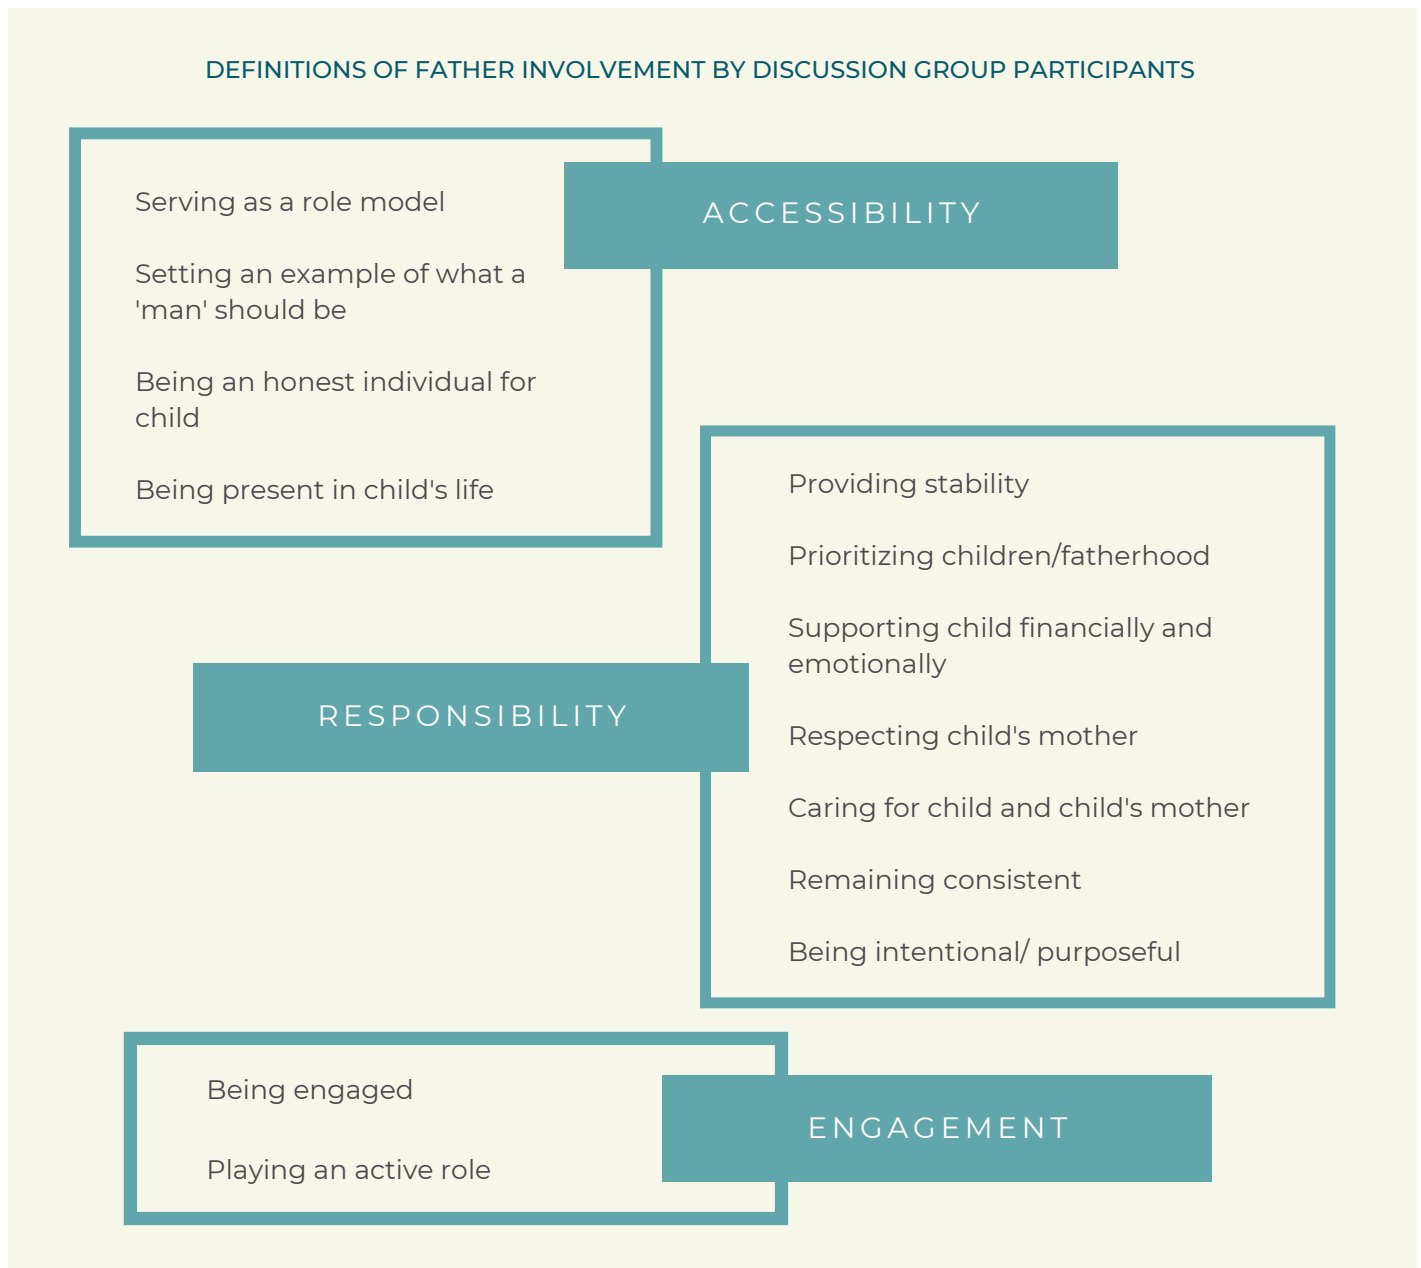 DEFINITIONS OF FATHER INVOLVEMENT BY DISCUSSION GROUP PARTICIPANTS
ACCESSIBILITY
Serving as a role model
Setting an example of what a
'man' should be
Being an honest individual for
child
Being present in child's life
RESPONSIBILITY
Providing stability
Prioritizing children/fatherhood
Supporting child financially and
emotionally
Respecting child's mother
Caring for child and child's mother
Remaining consistent
Being intentional/ purposeful
ENGAGEMENT
Being engaged
Playing an active role